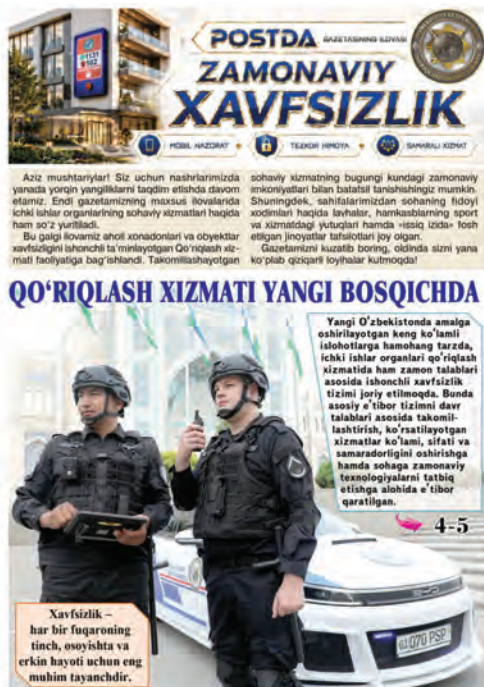 POSTDA GAZETASINING ILOVASI
ZAMONAVIY
XAVFSIZLIK
MOBIL NAZORAT
TEZKOR HIMOYA
SAMARALI XIZMAT
Aziz mushtariylar! Siz uchun nashrlarimizda
yanada yorqin yangiliklarni taqdim etishda davom
etamiz. Endi gazetamizning maxsus ilovalarida
ichki ishlar organlarining sohaviy xizmatlari haqida
ham so‘z yuritiladi.
Bu galgi ilovamiz aholi xonadonlari va obyektlar
xavfsizligini ishonchli ta’minlayotgan Qo‘riqlash xiz-
mati faoliyatiga bag‘ishlandi. Takomillashayotgan
sohaviy xizmatning bugungi kundagi zamonaviy
imkoniyatlari bilan batafsil tanishishingiz mumkin.
Shuningdek, sahifalarimizdan sohaning fidoyi
xodimlari haqida lavhalar, hamkasblarning sport
va xizmatdagi yutuqlari hamda «issiq izida» fosh
etilgan jinoyatlar tafsilotlari joy olgan.
Gazetamizni kuzatib boring, oldinda sizni yana
ko‘plab qiziqarli loyihalar kutmoqda!
QO‘RIQLASH XIZMATI YANGI BOSQICHDA
Yangi O‘zbekistonda amalga
oshirilayotgan keng ko‘lamli
islohotlarga hamohang tarzda,
ichki ishlar organlari qo‘riqlash
xizmatida ham zamon talablari
asosida ishonchli xavfsizlik
tizimi joriy etilmoqda. Bunda
asosiy e’tibor tizimni davr
talablari asosida takomil-
lashtirish, ko‘rsatilayotgan
xizmatlar ko‘lami, sifati va
samaradorligini oshirishga
hamda sohaga zamonaviy
texnologiyalarni tatbiq
etishga alohida e’tibor
qaratilgan.
4-5
Xavfsizlik –
har bir fuqaroning
tinch, osoyishta va
erkin hayoti uchun eng
muhim tayanchdir.
070 PSP